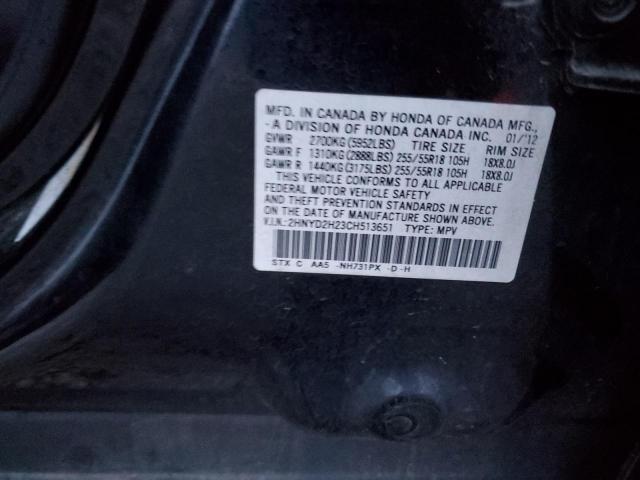 MFD. IN CANADA BY HONDA OF CANADA MFG.,
- A DIVISION OF HONDA CANADA INC. 01/'12
GVWR 2700KG(5952LBS) TIRE SIZE RIM SIZE
GAWR F 1310KG(2888LBS) 255/55R18 105H 18X8.0J
GAWR R 1440KG(3175LBS) 255/55R18 105H 18X8.0J
THIS VEHICLE CONFORMS TO ALL APPLICABLE
FEDERAL MOTOR VEHICLE SAFETY
AND THEFT PREVENTION STANDARDS IN EFFECT
ON THE DATE OF MANUFACTURE SHOWN ABOVE.
V.I.N.: 2HNYD2H23CH513651 TYPE: MPV
STX C AA5 -NH731PX -D -H